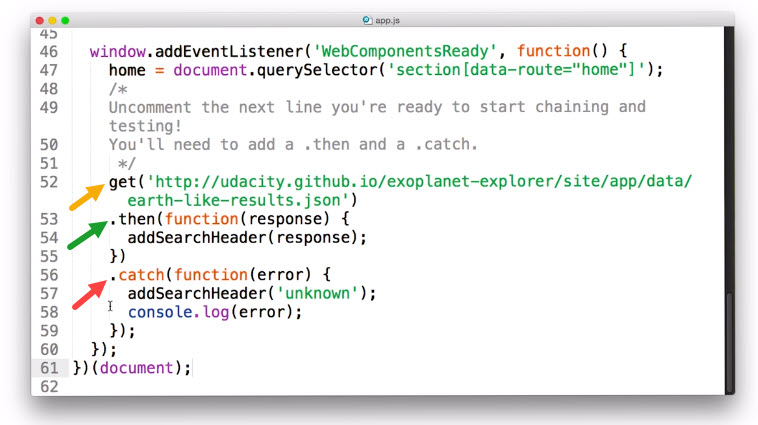 app.js
45
46 window.addEventListener('WebComponentsReady', function() {
47 home = document.querySelector('section[data-route="home"]');
48 /*
49 Uncomment the next line you're ready to start chaining and
testing!
50 You'll need to add a .then and a .catch.
51 */
52 get('http://udacity.github.io/exoplanet-explorer/site/app/data/
earth-like-results.json')
53 .then(function(response) {
54 addSearchHeader(response);
55 })
56 .catch(function(error) {
57 addSearchHeader('unknown');
58 console.log(error);
59 });
60 });
61 })(document);
62